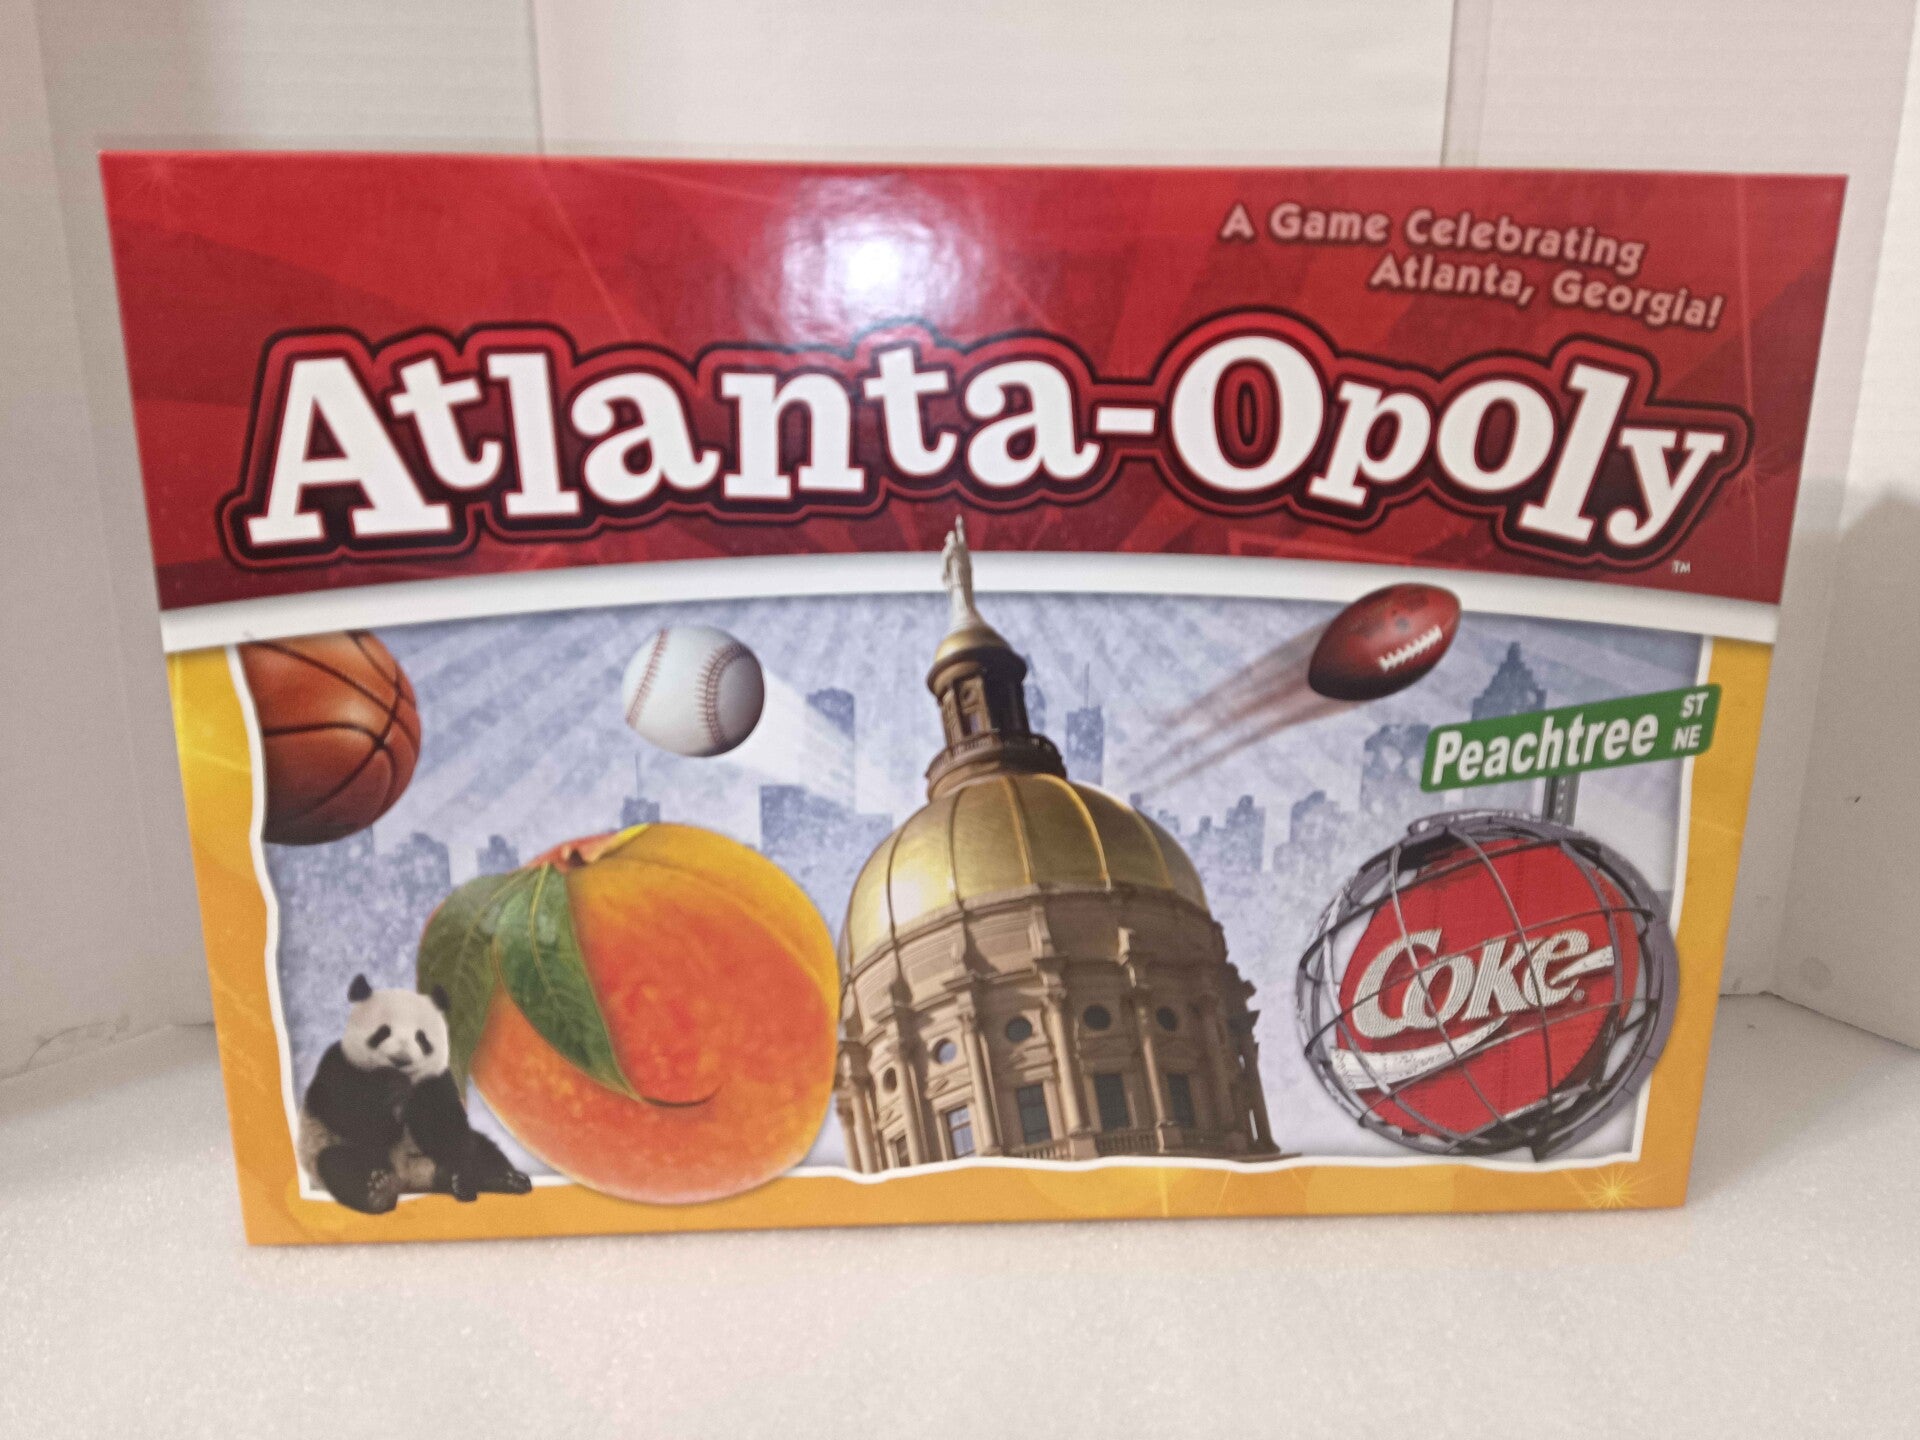 A Game Celebrating
Atlanta, Georgia!
Atlanta-Opoly
TM
Peachtree ST NE
Coke